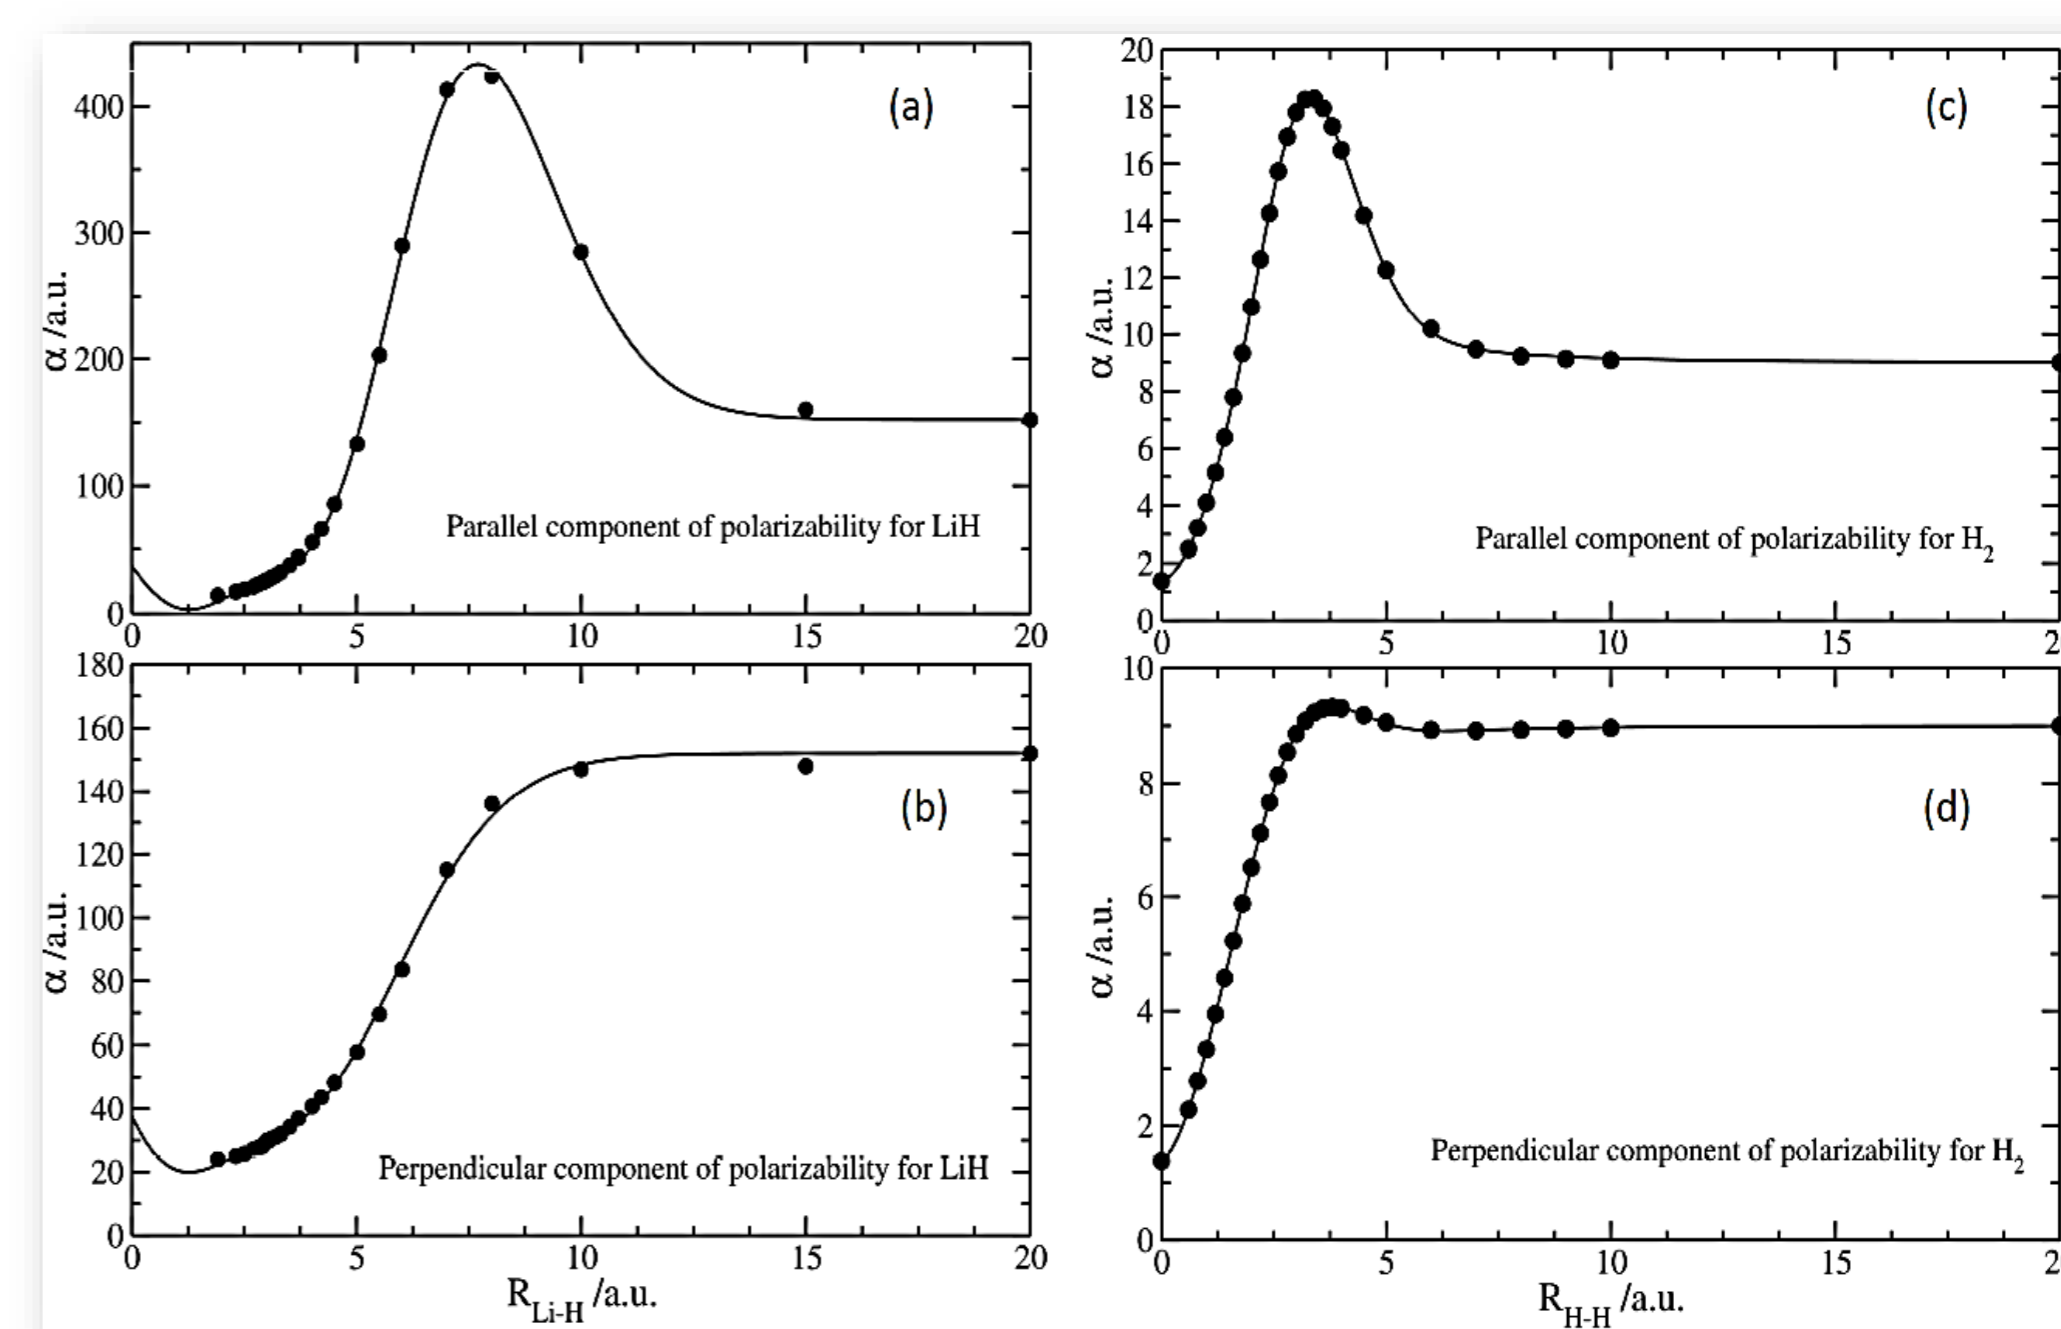 (a)
400
300
200
100
0
α /a.u.
Parallel component of polarizability for LiH
0 5 10 15 20
(b)
180
160
140
120
100
80
60
40
20
0
α /a.u.
Perpendicular component of polarizability for LiH
0 5 10 15 20
R_Li-H /a.u.
(c)
20
18
16
14
12
10
8
6
4
2
0
α /a.u.
Parallel component of polarizability for H2
0 5 10 15 2
(d)
10
8
6
4
2
0
α /a.u.
Perpendicular component of polarizability for H2
0 5 10 15 2
R_H-H /a.u.